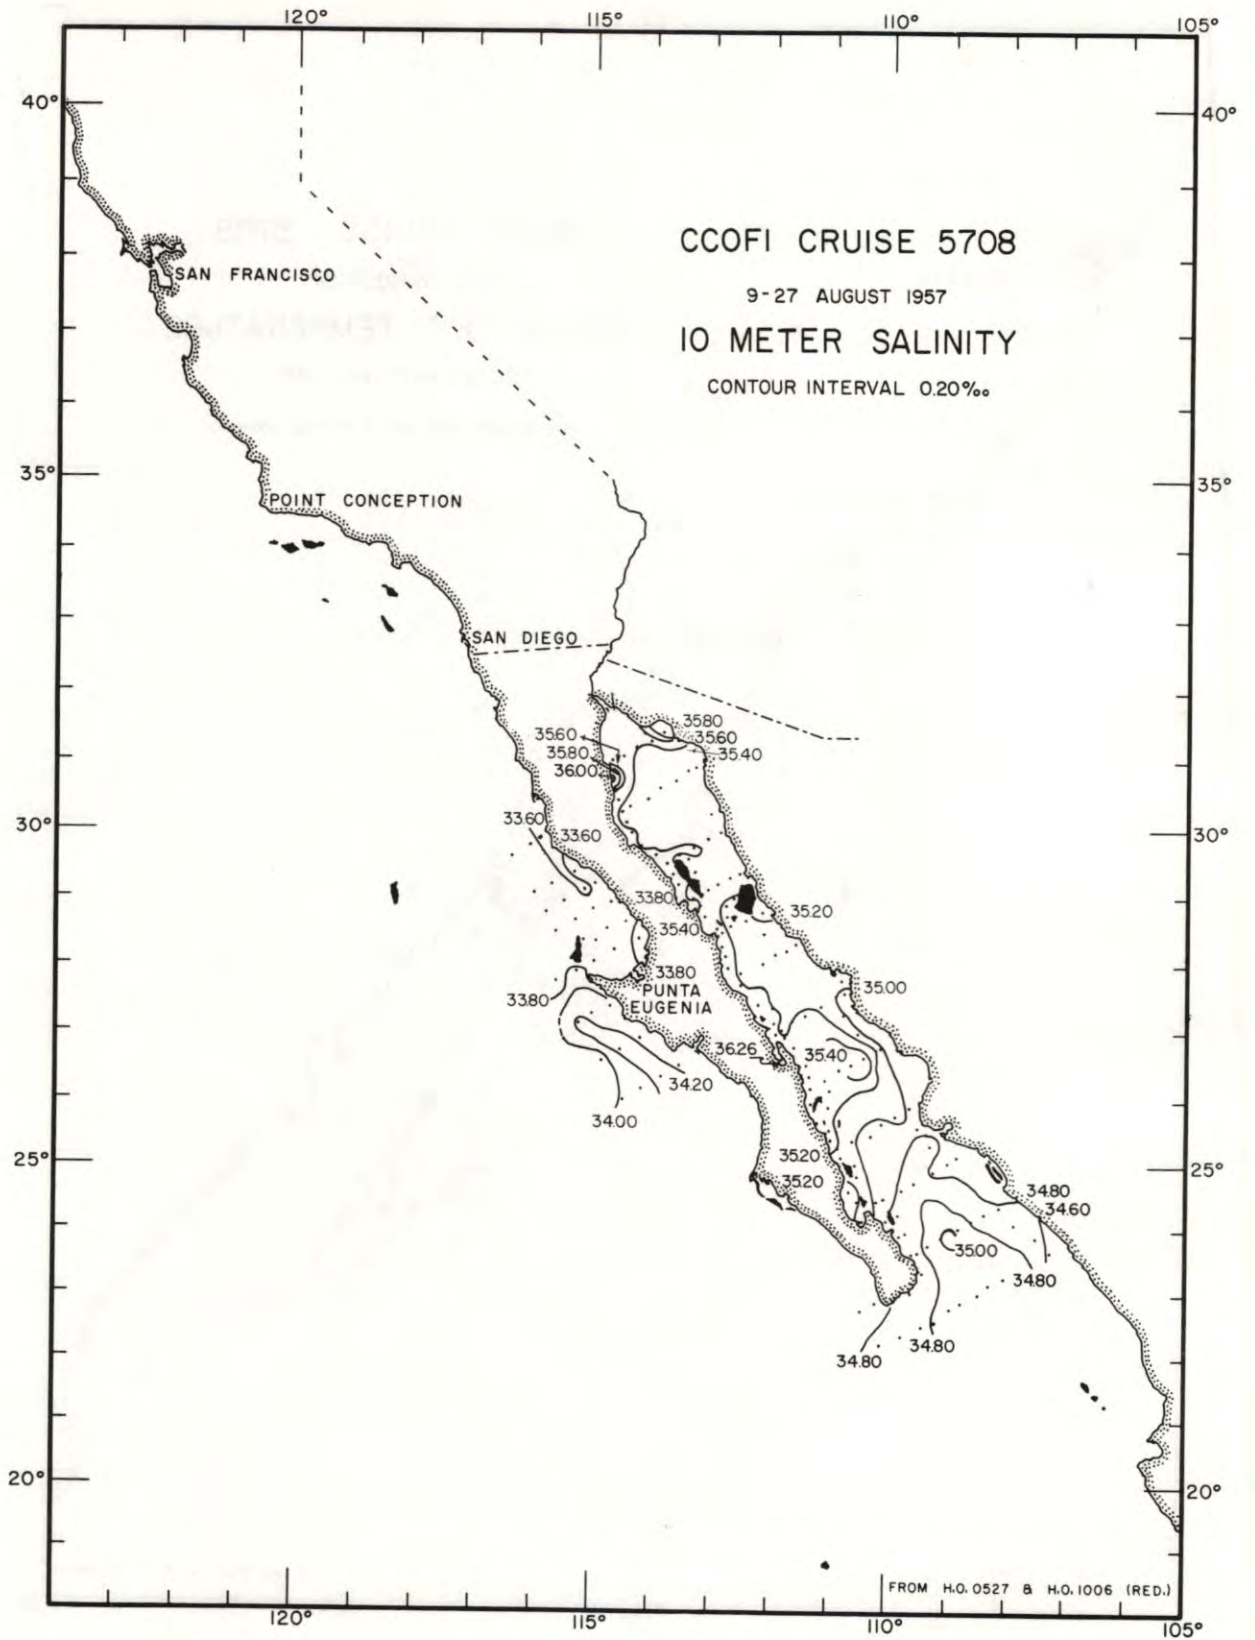 120° 115° 110° 105°
40° 40°
CCOFI CRUISE 5708
SAN FRANCISCO
9-27 AUGUST 1957
10 METER SALINITY
CONTOUR INTERVAL 0.20‰
35° 35°
POINT CONCEPTION
SAN DIEGO
35.80
35.60
35.60
35.80
35.40
36.00
33.60
30° 30°
33.60
33.80
35.20
35.40
33.80
35.00
PUNTA
EUGENIA
33.80
36.26
35.40
34.20
34.00
35.20
25° 25°
35.20
34.80
34.60
35.00
34.80
34.80
34.80
20° 20°
FROM H.O. 0527 & H.O. 1006 (RED.)
120° 115° 110° 105°